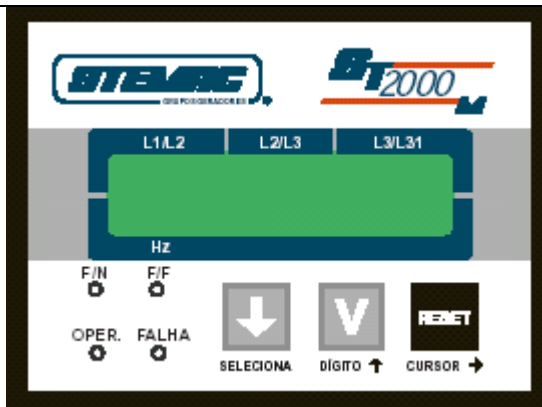 STEMAC
GRUPOS GERADORES
ST2000 M
L1/L2 L2/L3 L3/L31
Hz
F/N F/F
OPER. FALHA
V RESET
SELECIONA DÍGITO CURSOR